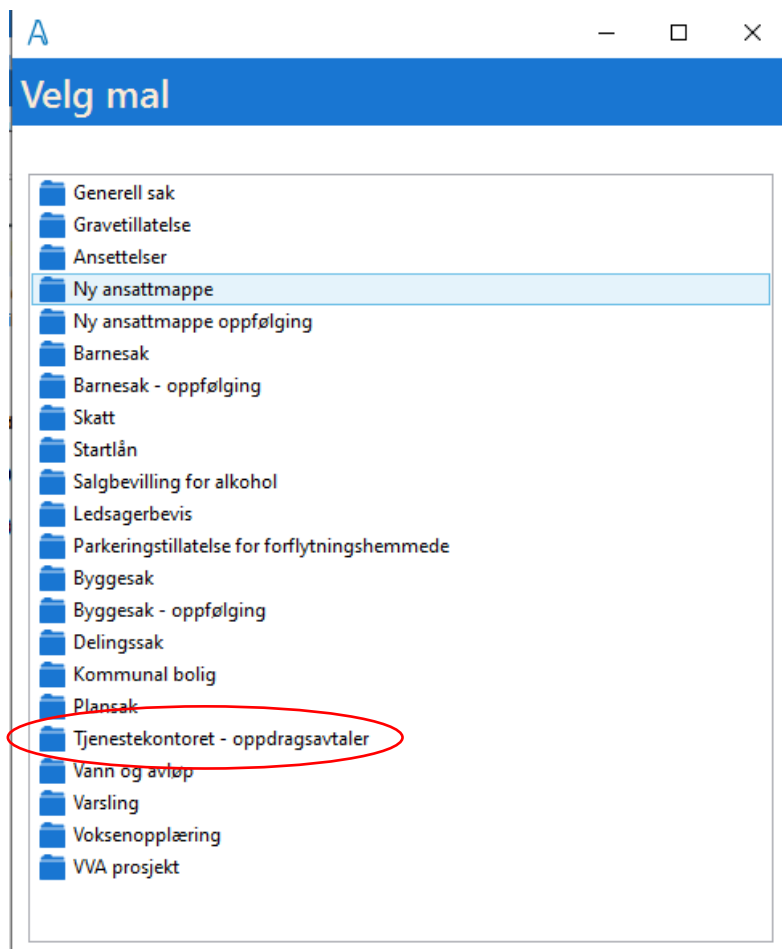 Velg mal
Generell sak
Gravetillatelse
Ansettelser
Ny ansattmappe
Ny ansattmappe oppfølging
Barnesak
Barnesak - oppfølging
Skatt
Startlån
Salgbevilling for alkohol
Ledsagerbevis
Parkeringstillatelse for forflytningshemmede
Byggesak
Byggesak - oppfølging
Delingssak
Kommunal bolig
Plansak
Tjenestekontoret - oppdragsavtaler
Vann og avløp
Varsling
Voksenopplæring
VVA prosjekt